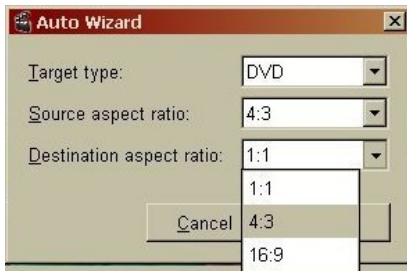 Auto Wizard
Target type: DVD
Source aspect ratio: 4:3
Destination aspect ratio: 1:1
1:1
Cancel 4:3
16:9